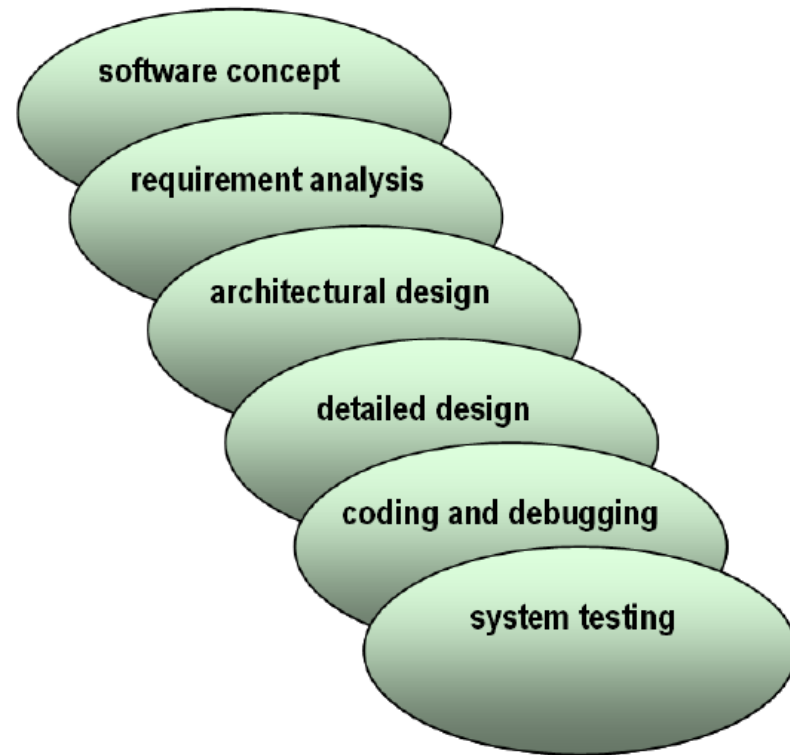 software concept
requirement analysis
architectural design
detailed design
coding and debugging
system testing